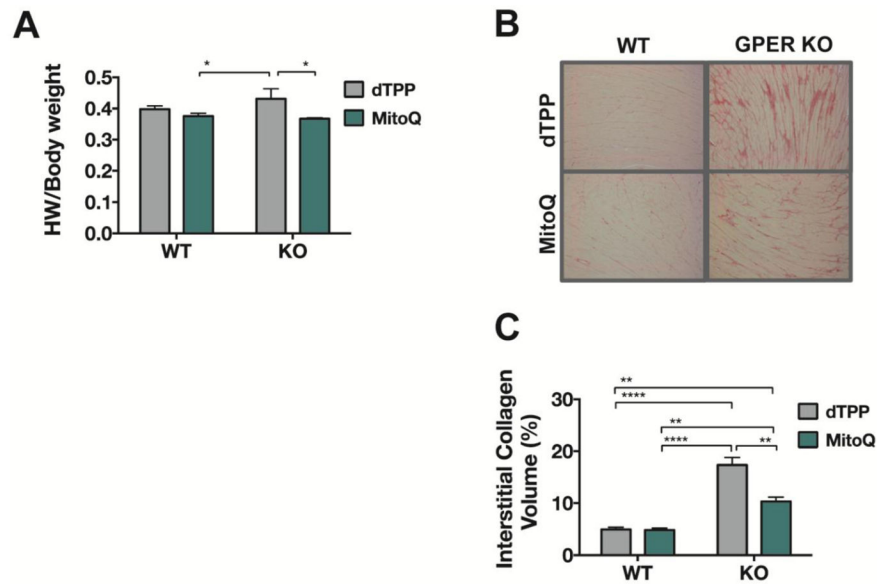 A
HW/Body weight
0.5
0.4
0.3
0.2
0.1
0.0
*
*
dTPP
MitoQ
WT
KO
B
WT
GPER KO
dTPP
MitoQ
C
Interstitial Collagen
Volume (%)
30
20
10
0
**
****
**
****
**
dTPP
MitoQ
WT
KO